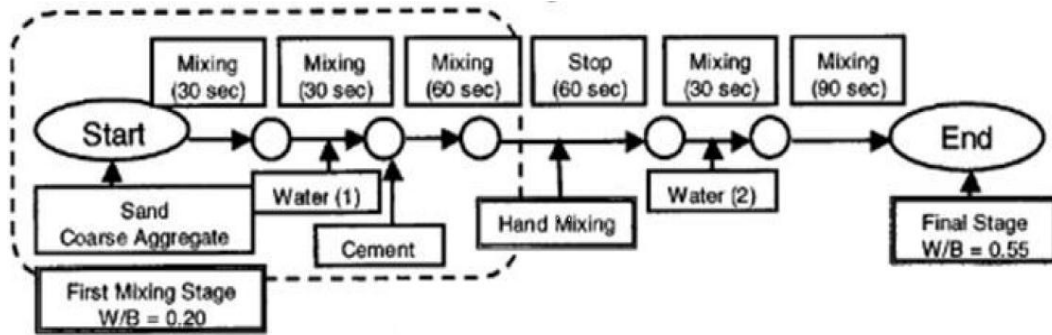 Mixing
(30 sec)
Mixing
(30 sec)
Mixing
(60 sec)
Stop
(60 sec)
Mixing
(30 sec)
Mixing
(90 sec)
Start
End
Sand
Coarse Aggregate
Water (1)
Cement
Hand Mixing
Water (2)
Final Stage
W/B = 0.55
First Mixing Stage
W/B = 0.20